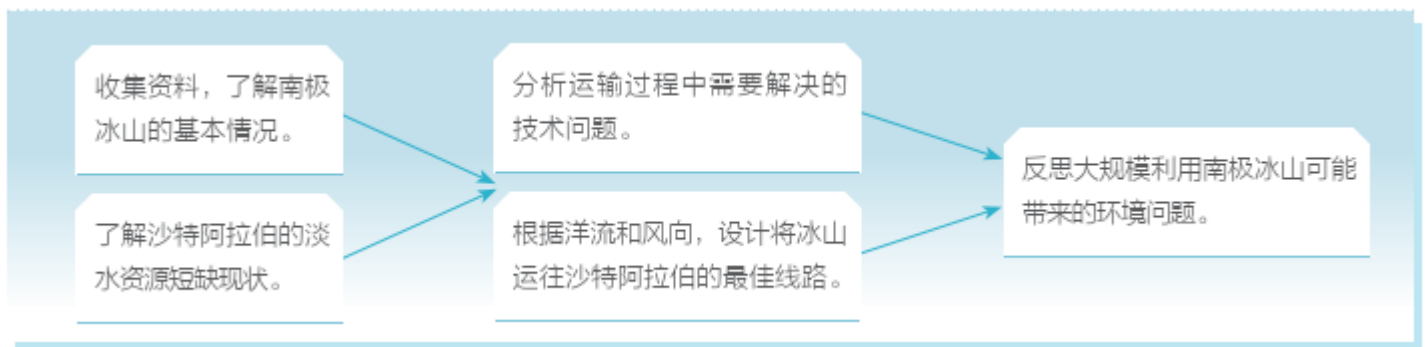 收集资料，了解南极
冰山的基本情况。
了解沙特阿拉伯的淡
水资源短缺现状。
分析运输过程中需要解决的
技术问题。
根据洋流和风向，设计将冰山
运往沙特阿拉伯的最佳线路。
反思大规模利用南极冰山可能
带来的环境问题。